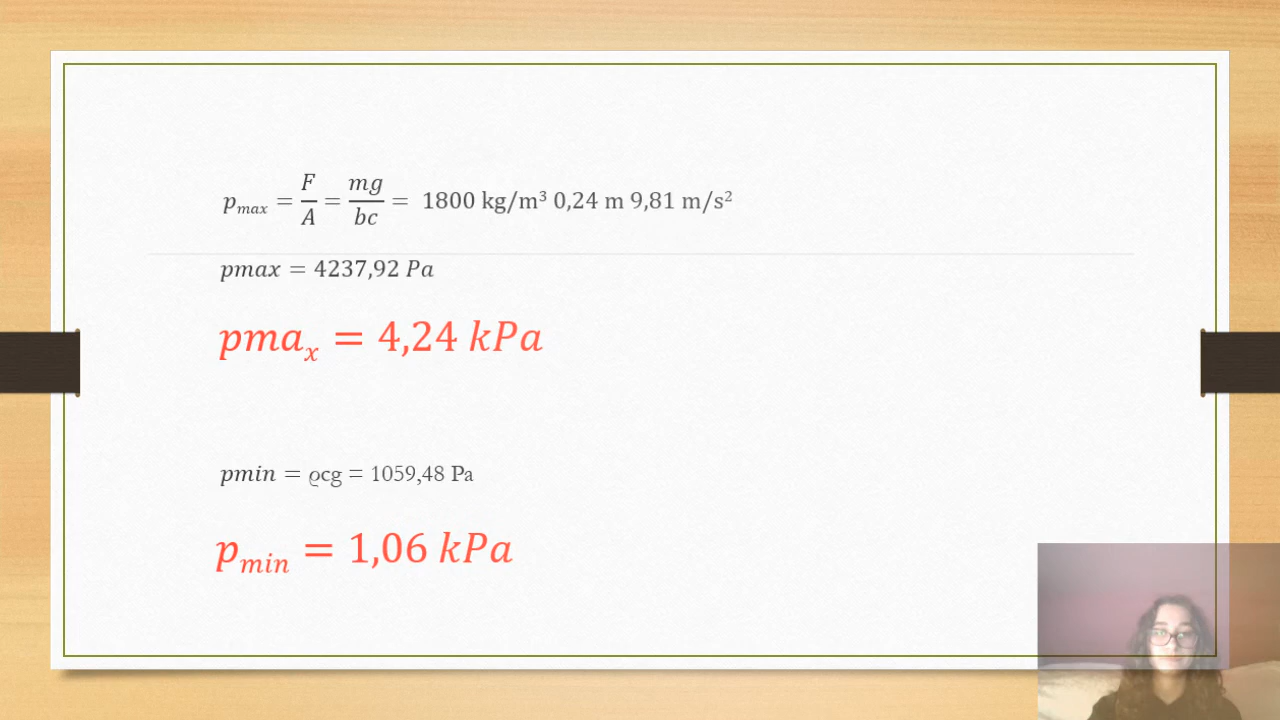 p_max = F/A = mg/bc = 1800 kg/m³ 0,24 m 9,81 m/s²
pmax = 4237,92 Pa
pma_x = 4,24 kPa
pmin = ϱcg = 1059,48 Pa
p_min = 1,06 kPa